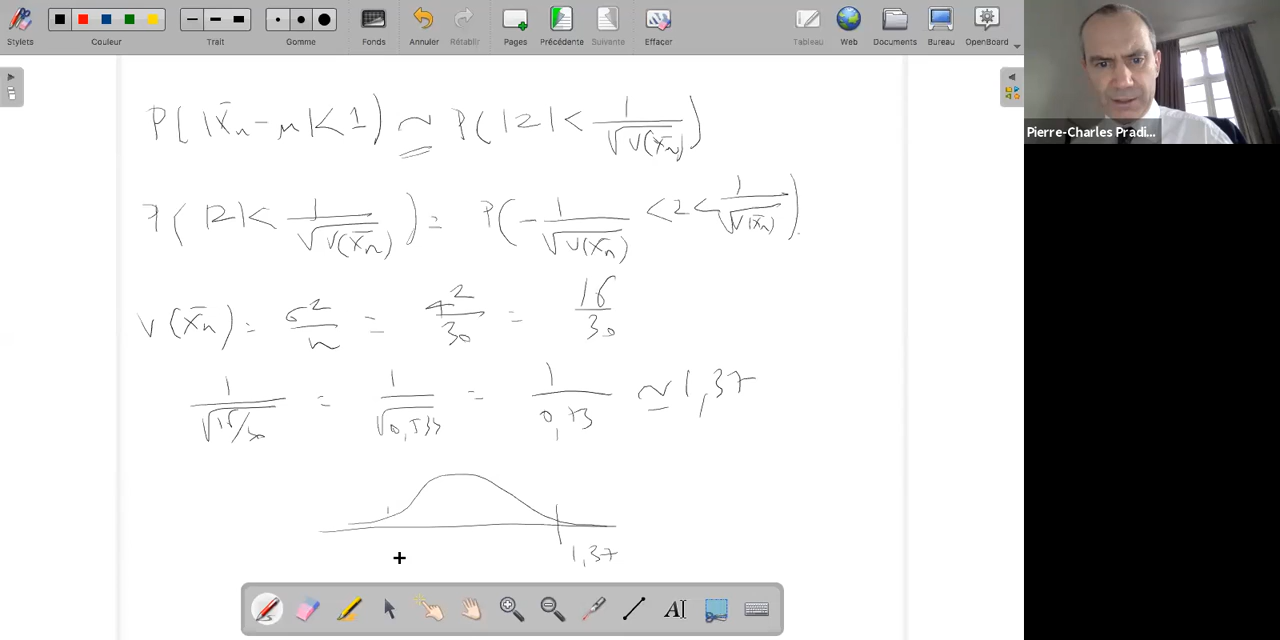 Stylets Couleur Trait Gomme Fonds Annuler Rétablir Pages Précédente Suivante Effacer Tableau Web Documents Bureau OpenBoard
Pierre-Charles Pradi...
P( |X̄n - μ| < 1 ) ≃ P( |Z| < 1/√V(X̄n) )
P( |Z| < 1/√V(X̄n) ) = P( - 1/√V(X̄n) < Z < 1/√V(X̄n) )
V(X̄n) = σ²/n = 4²/30 = 16/30
1/√16/30 = 1/√0,533 = 1/0,73 ≃ 1,37
1,37
A